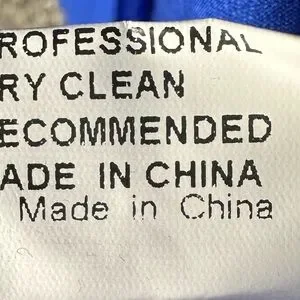 ROFESSIONAL
RY CLEAN
ECOMMENDED
ADE IN CHINA
Made in China